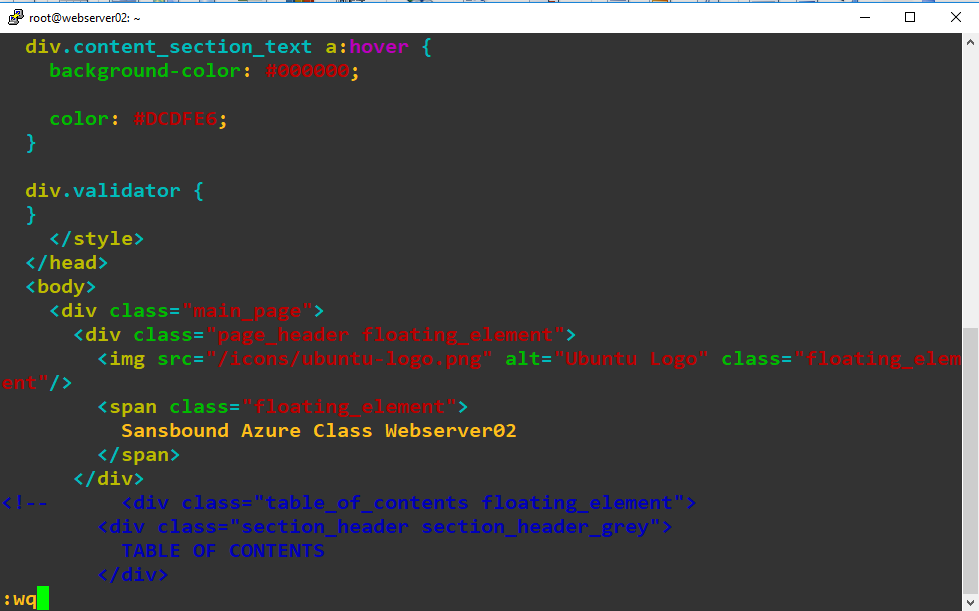 root@webserver02: ~
div.content_section_text a:hover {
background-color: #000000;
color: #DCDFE6;
}
div.validator {
}
</style>
</head>
<body>
<div class="main_page">
<div class="page_header floating_element">
<img src="/icons/ubuntu-logo.png" alt="Ubuntu Logo" class="floating_elem
ent"/>
<span class="floating_element">
Sansbound Azure Class Webserver02
</span>
</div>
<!--      <div class="table_of_contents floating_element">
<div class="section_header section_header_grey">
TABLE OF CONTENTS
</div>
:wq